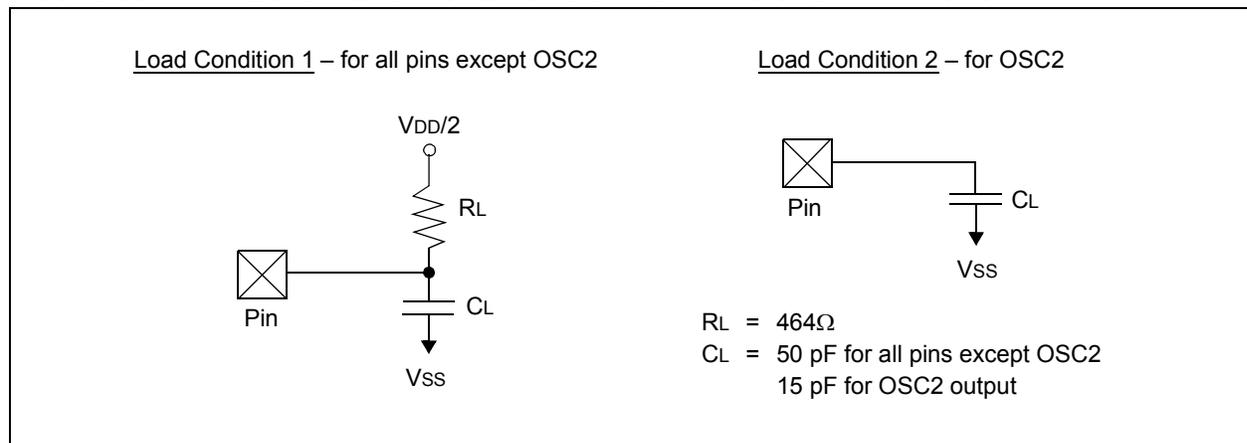 Load Condition 1 – for all pins except OSC2
VDD/2
RL
Pin
CL
VSS
Load Condition 2 – for OSC2
Pin
CL
VSS
RL = 464Ω
CL = 50 pF for all pins except OSC2
15 pF for OSC2 output